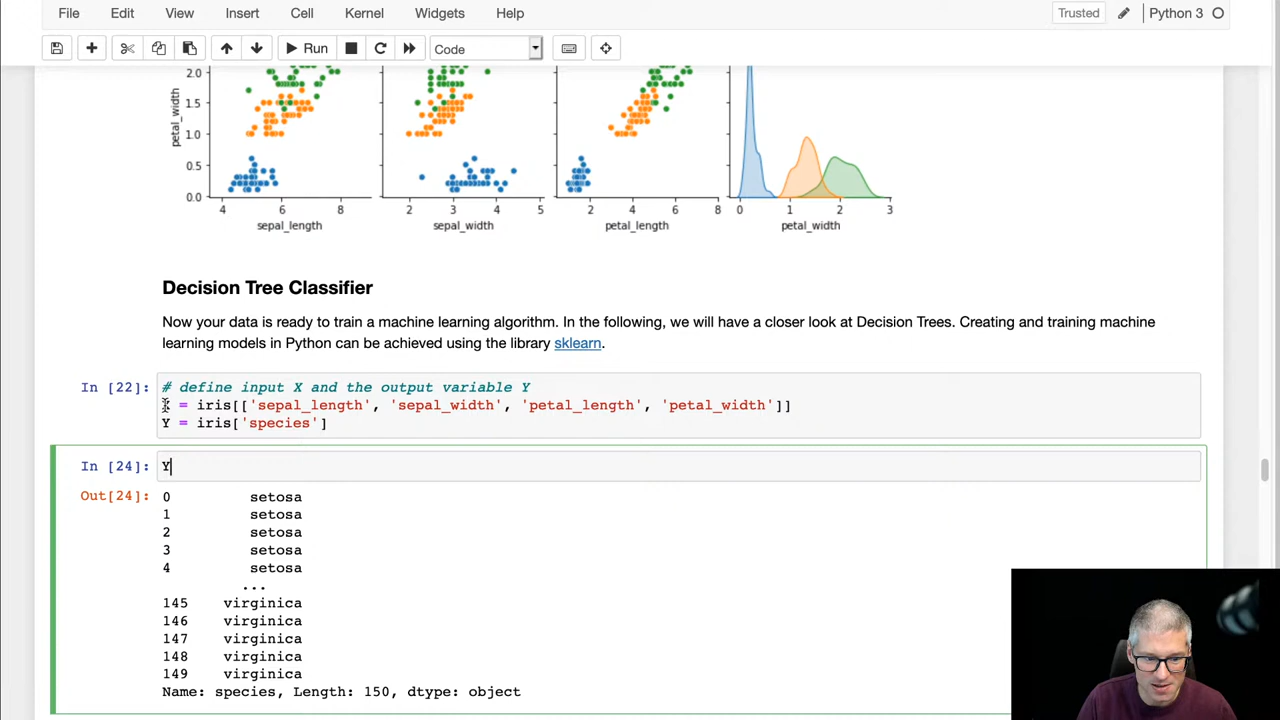 File Edit View Insert Cell Kernel Widgets Help Trusted Python 3
Run Code
petal_width
2.0
1.5
1.0
0.5
0.0
4 6 8 2 3 4 5 2 4 6 8 0 1 2 3
sepal_length sepal_width petal_length petal_width
Decision Tree Classifier
Now your data is ready to train a machine learning algorithm. In the following, we will have a closer look at Decision Trees. Creating and training machine
learning models in Python can be achieved using the library sklearn.
In [22]: # define input X and the output variable Y
X = iris[['sepal_length', 'sepal_width', 'petal_length', 'petal_width']]
Y = iris['species']
In [24]: Y
Out[24]: 0 setosa
1 setosa
2 setosa
3 setosa
4 setosa
...
145 virginica
146 virginica
147 virginica
148 virginica
149 virginica
Name: species, Length: 150, dtype: object